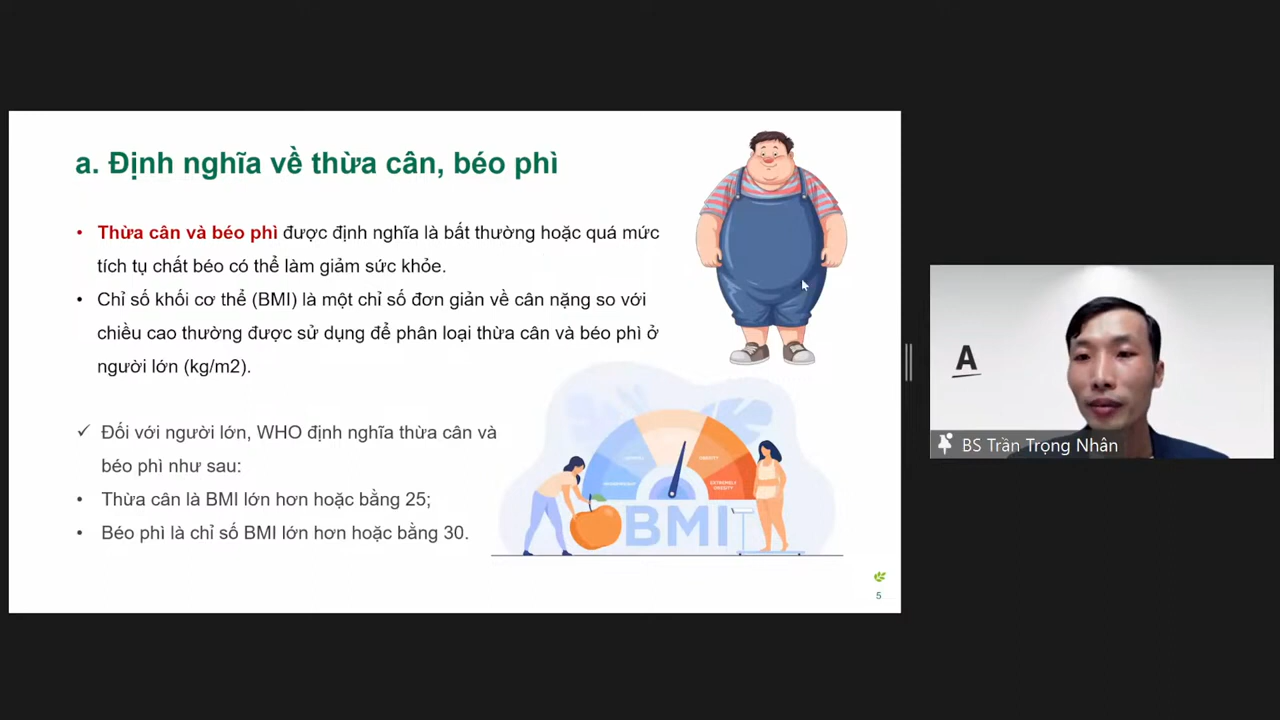 a. Định nghĩa về thừa cân, béo phì
• Thừa cân và béo phì được định nghĩa là bất thường hoặc quá mức
tích tụ chất béo có thể làm giảm sức khỏe.
• Chỉ số khối cơ thể (BMI) là một chỉ số đơn giản về cân nặng so với
chiều cao thường được sử dụng để phân loại thừa cân và béo phì ở
người lớn (kg/m2).
✓ Đối với người lớn, WHO định nghĩa thừa cân và
béo phì như sau:
• Thừa cân là BMI lớn hơn hoặc bằng 25;
• Béo phì là chỉ số BMI lớn hơn hoặc bằng 30.
OBESITY
EXTREMELY
OBESITY
BMI
5
A
BS Trần Trọng Nhân